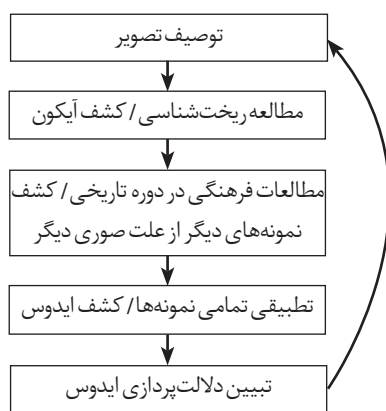 توصیف تصویر
مطالعه ریخت‌شناسی/ کشف آیکون
مطالعات فرهنگی در دوره تاریخی/ کشف
نمونه‌های دیگر از علت صوری دیگر
تطبیقی تمامی نمونه‌ها/ کشف ایدوس
تبیین دلالت‌پردازی ایدوس